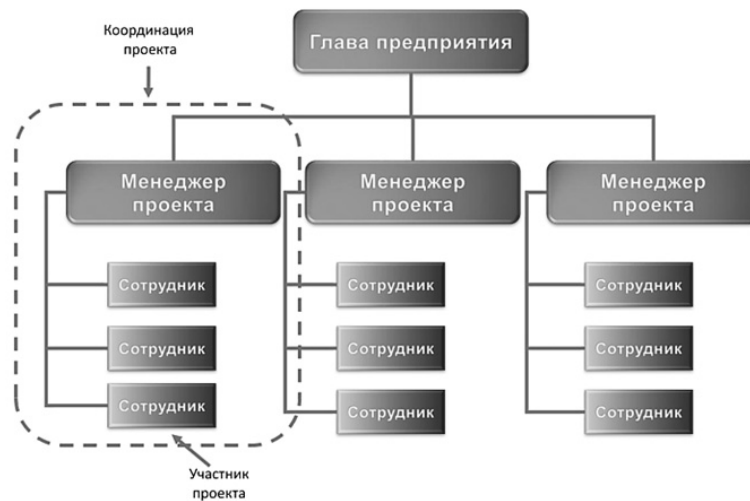 Координация
проекта
Глава предприятия
Менеджер
проекта
Менеджер
проекта
Менеджер
проекта
Сотрудник
Сотрудник
Сотрудник
Сотрудник
Сотрудник
Сотрудник
Сотрудник
Сотрудник
Сотрудник
Участник
проекта